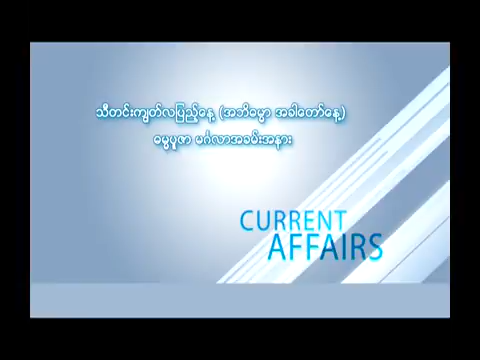 သီတင်းကျွတ်လပြည့်နေ့ (အဘိဓမ္မာ အခါတော်နေ့)
ဓမ္မပူဇာ မင်္ဂလာအခမ်းအနား
CURRENT
AFFAIRS